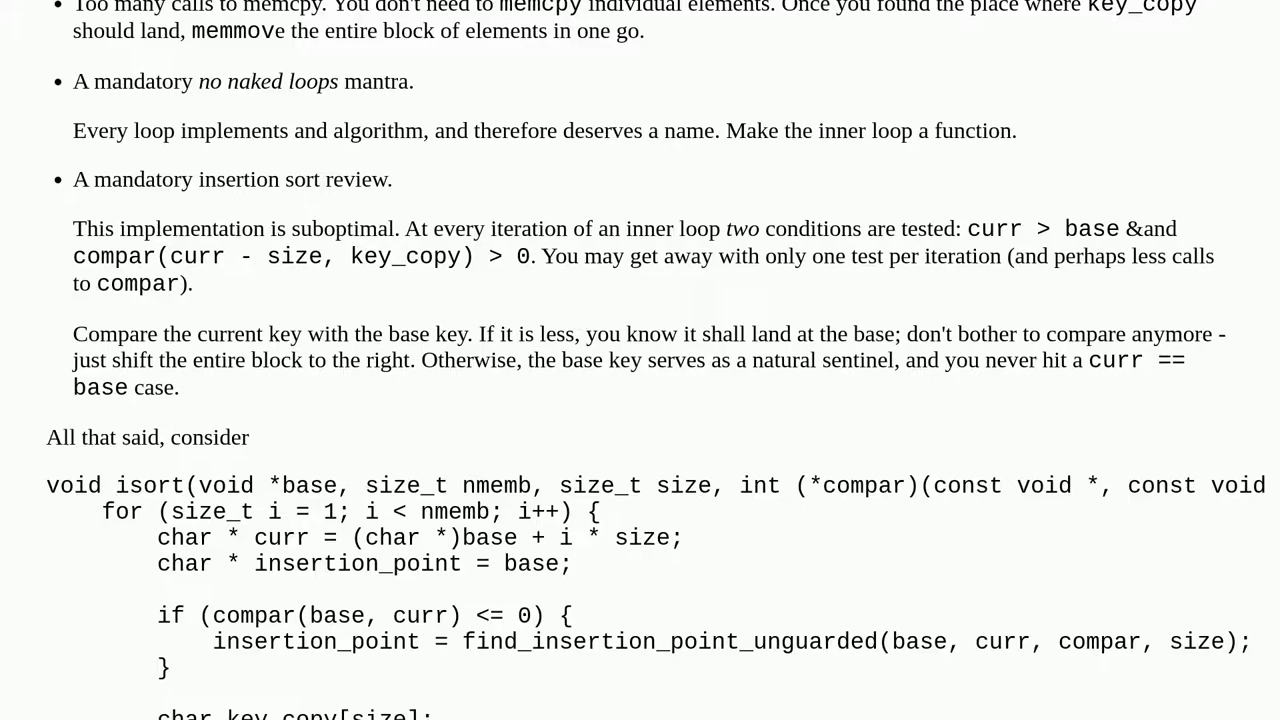 • Too many calls to memcpy. You don't need to memcpy individual elements. Once you found the place where key_copy
should land, memmove the entire block of elements in one go.
• A mandatory no naked loops mantra.
Every loop implements and algorithm, and therefore deserves a name. Make the inner loop a function.
• A mandatory insertion sort review.
This implementation is suboptimal. At every iteration of an inner loop two conditions are tested: curr > base &and
compar(curr - size, key_copy) > 0. You may get away with only one test per iteration (and perhaps less calls
to compar).
Compare the current key with the base key. If it is less, you know it shall land at the base; don't bother to compare anymore -
just shift the entire block to the right. Otherwise, the base key serves as a natural sentinel, and you never hit a curr ==
base case.
All that said, consider
void isort(void *base, size_t nmemb, size_t size, int (*compar)(const void *, const void
for (size_t i = 1; i < nmemb; i++) {
char * curr = (char *)base + i * size;
char * insertion_point = base;
if (compar(base, curr) <= 0) {
insertion_point = find_insertion_point_unguarded(base, curr, compar, size);
}
char key_copy[size];